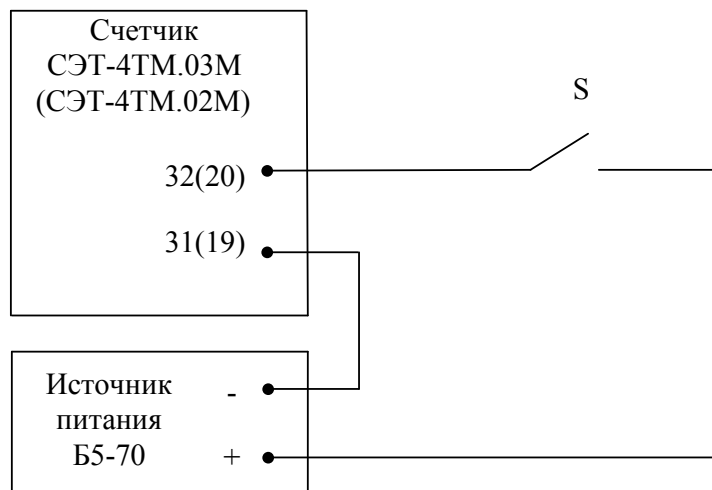 Счетчик
СЭТ-4ТМ.03М
(СЭТ-4ТМ.02М)
S
32(20)
31(19)
Источник
питания
Б5-70
-
+